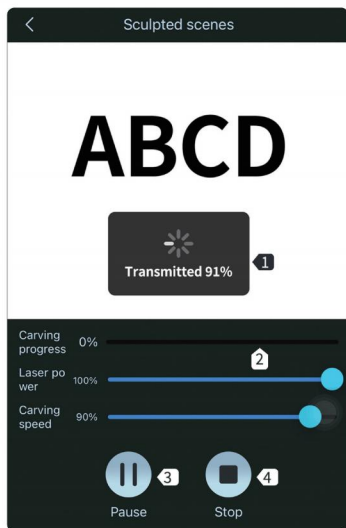 Sculpted scenes
ABCD
Transmitted 91%
1
Carving
progress 0%
2
Laser po
wer 100%
Carving
speed 90%
3
4
Pause Stop